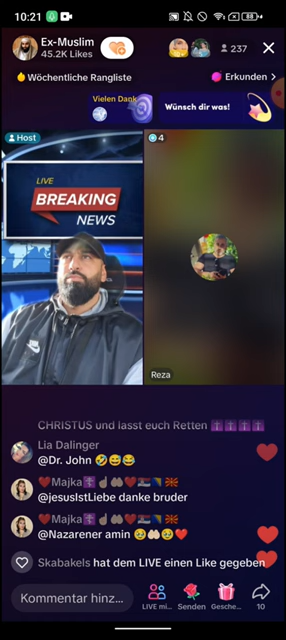 10:21
88
Ex-Muslim
45.2K Likes
237
Wöchentliche Rangliste
Erkunden >
Vielen Dank
Wünsch dir was!
Host
4
LIVE
BREAKING
NEWS
Reza
CHRISTUS und lasst euch Retten ✝️✝️✝️✝️
Lia Dalinger
@Dr. John 🤣😅😂
❤️Majka✝️☝🏼🤲🏼❤️🇷🇸🇧🇦🇲🇰
@jesusIstLiebe danke bruder
❤️Majka✝️☝🏼🤲🏼❤️🇷🇸🇧🇦🇲🇰
@Nazarener amin 🥹🤲🏼🥹❤️
Skabakels hat dem LIVE einen Like gegeben
Kommentar hinz...
LIVE mi...
Senden
Gesche...
10